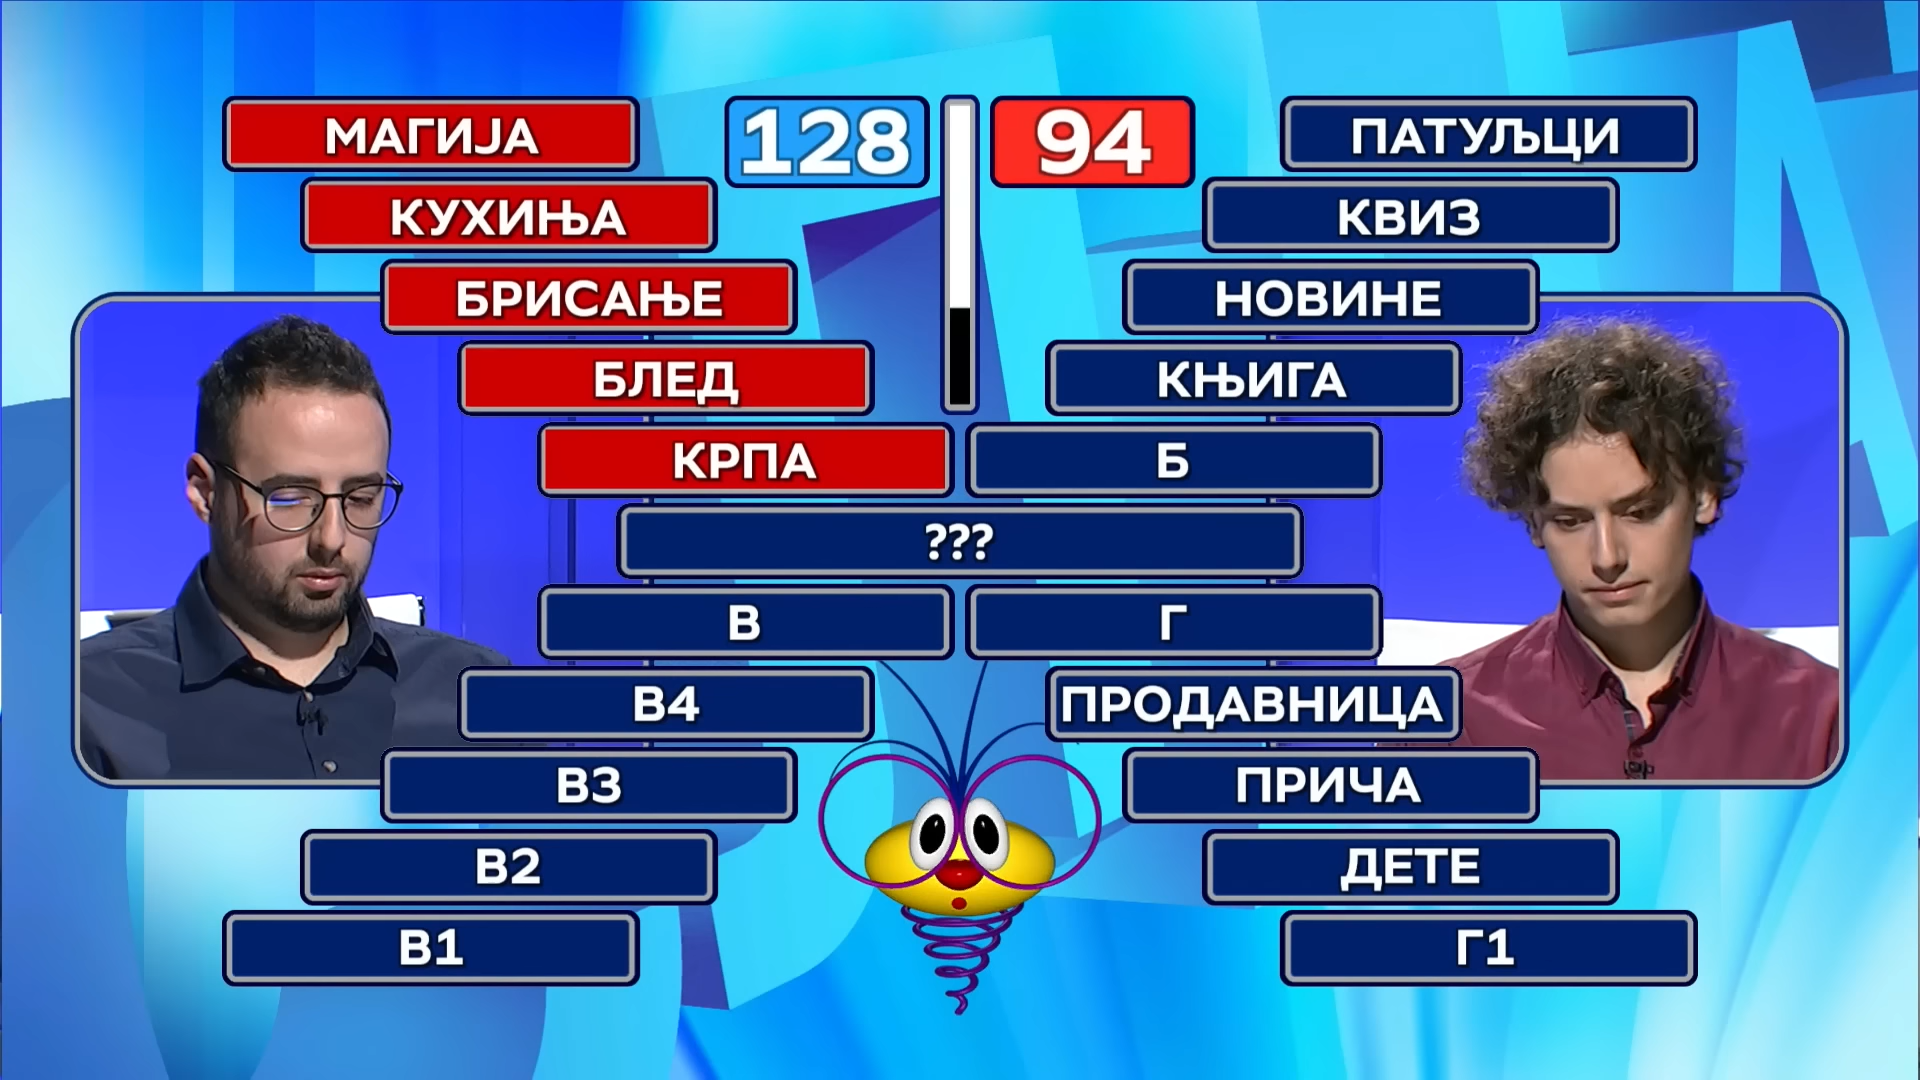 МАГИЈА
128
94
ПАТУЉЦИ
КУХИЊА
КВИЗ
БРИСАЊЕ
НОВИНЕ
БЛЕД
КЊИГА
КРПА
Б
???
В
Г
В4
ПРОДАВНИЦА
В3
ПРИЧА
В2
ДЕТЕ
В1
Г1